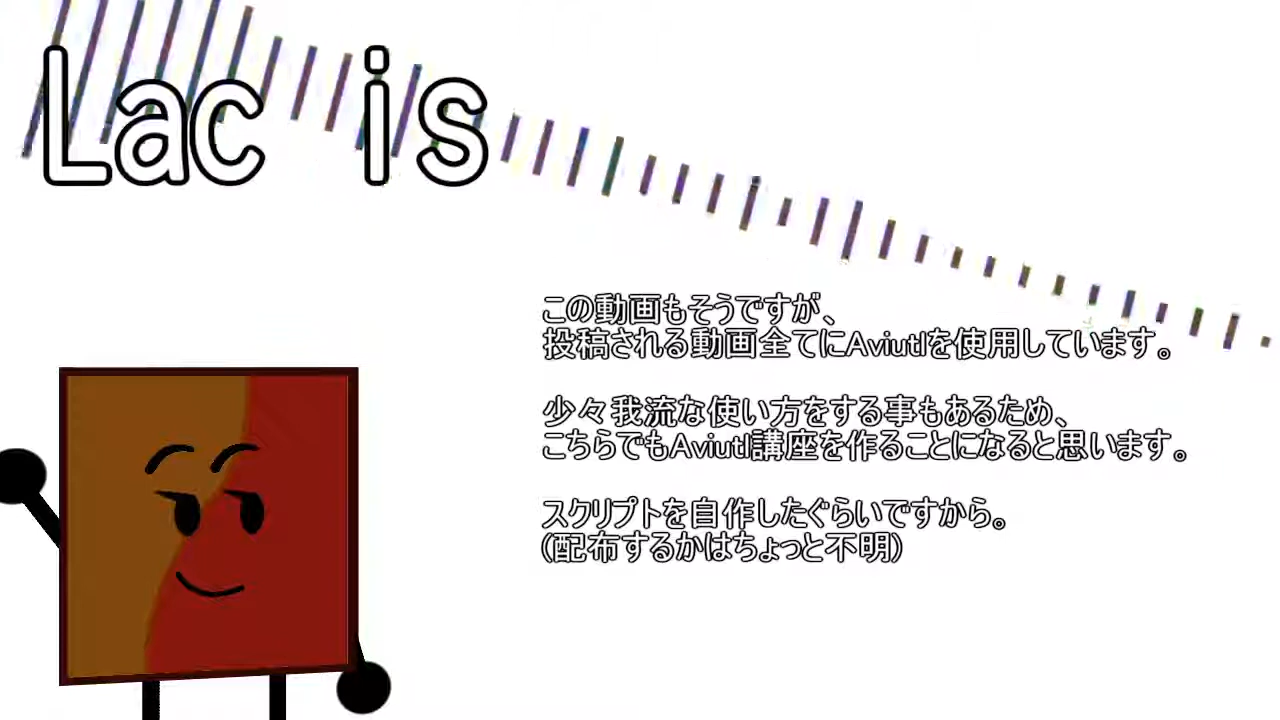 Lac is
この動画もそうですが、
投稿される動画全てにAviutlを使用しています。
少々我流な使い方をする事もあるため、
こちらでもAviutl講座を作ることになると思います。
スクリプトを自作したぐらいですから。
(配布するかはちょっと不明)